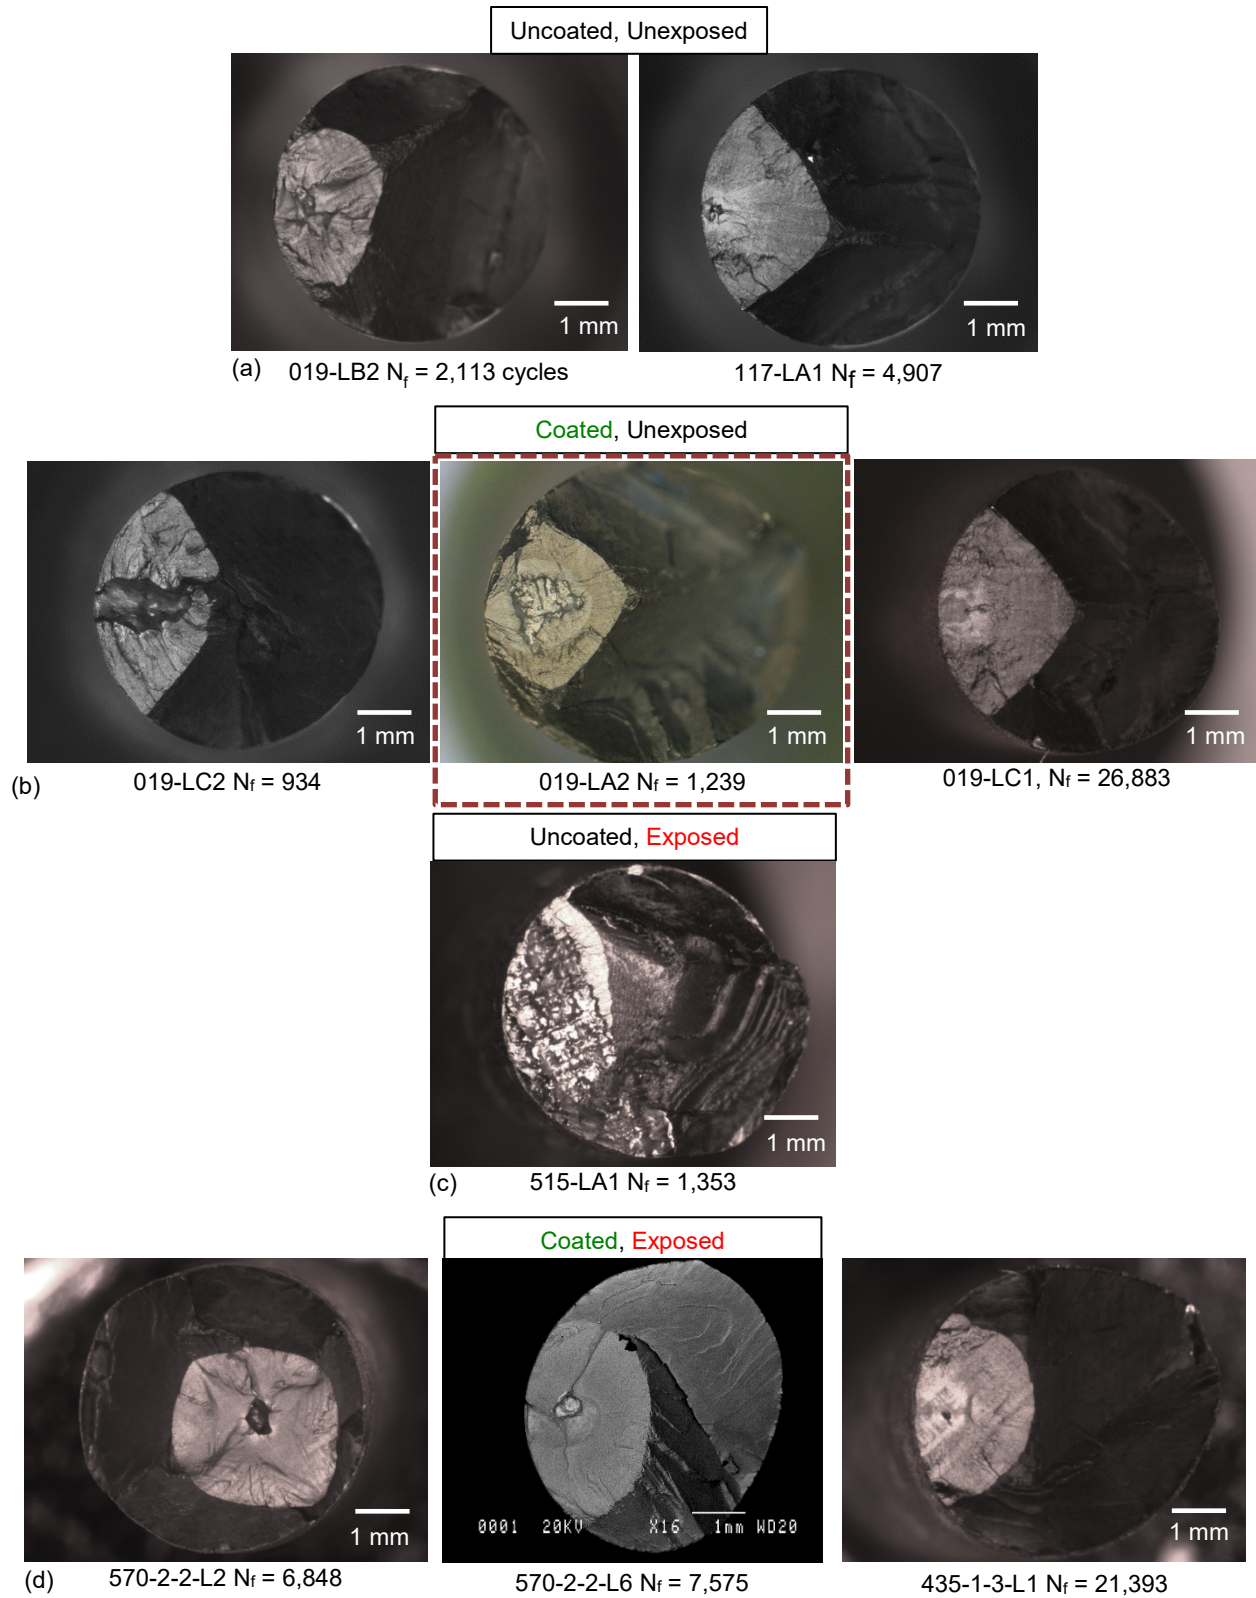 Uncoated, Unexposed
1 mm
1 mm
(a) 019-LB2 Nf = 2,113 cycles
117-LA1 Nf = 4,907
Coated, Unexposed
1 mm
1 mm
1 mm
(b) 019-LC2 Nf = 934
019-LA2 Nf = 1,239
019-LC1, Nf = 26,883
Uncoated, Exposed
1 mm
(c) 515-LA1 Nf = 1,353
Coated, Exposed
1 mm
0001 20KV X16 1mm WD20
1 mm
(d) 570-2-2-L2 Nf = 6,848
570-2-2-L6 Nf = 7,575
435-1-3-L1 Nf = 21,393